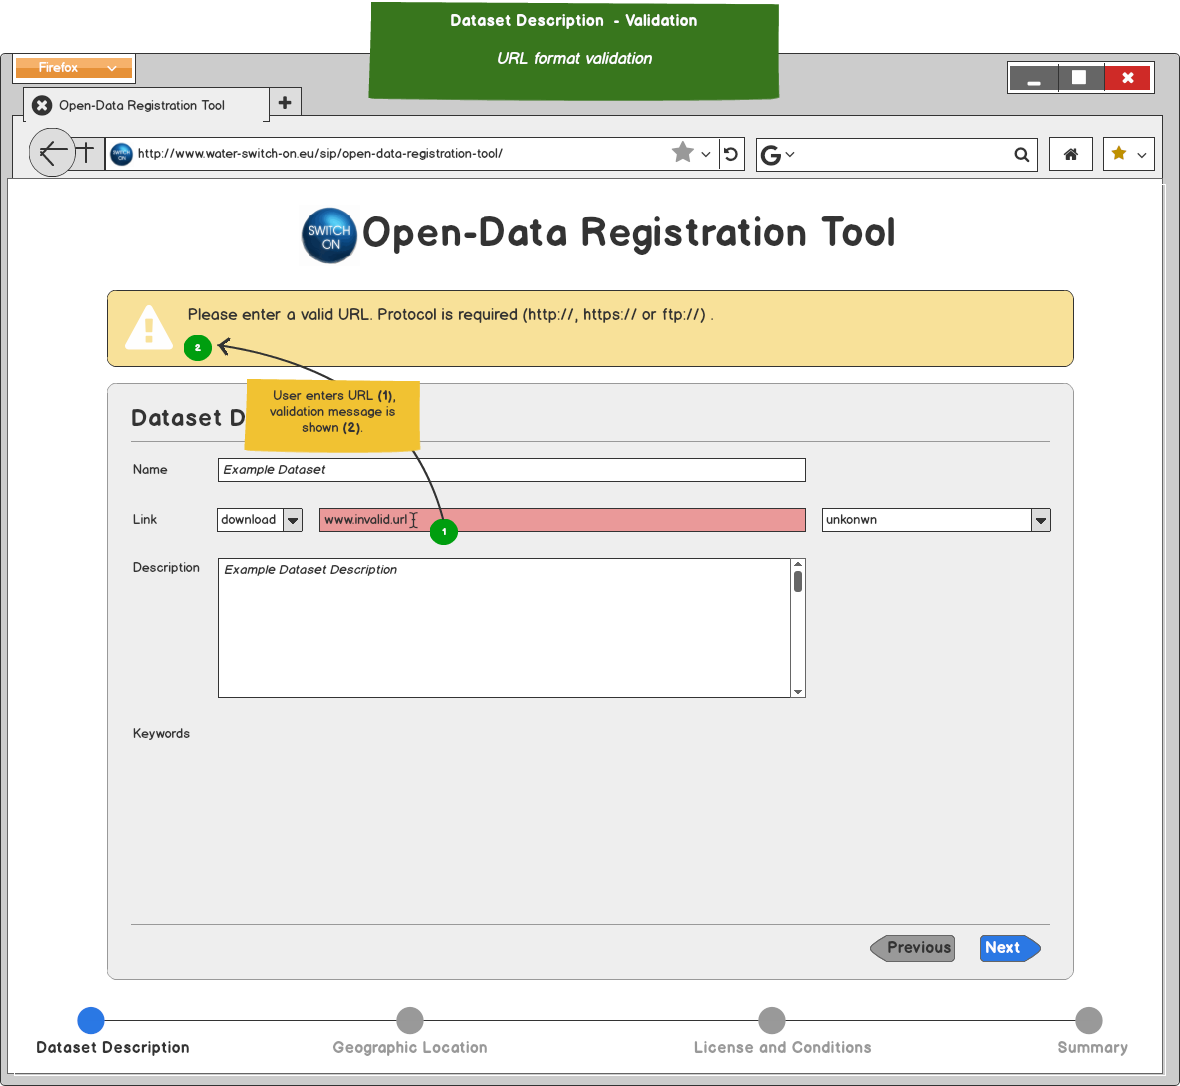 Dataset Description - Validation
URL format validation
Firefox
Open-Data Registration Tool
SWITCH
ON
http://www.water-switch-on.eu/sip/open-data-registration-tool/
G
SWITCH
ON
Open-Data Registration Tool
Please enter a valid URL. Protocol is required (http://, https:// or ftp://) .
2
User enters URL (1),
validation message is
shown (2).
Dataset D
Name
Example Dataset
Link
download
www.invalid.url
1
unkonwn
Description
Example Dataset Description
Keywords
Previous
Next
Dataset Description
Geographic Location
License and Conditions
Summary